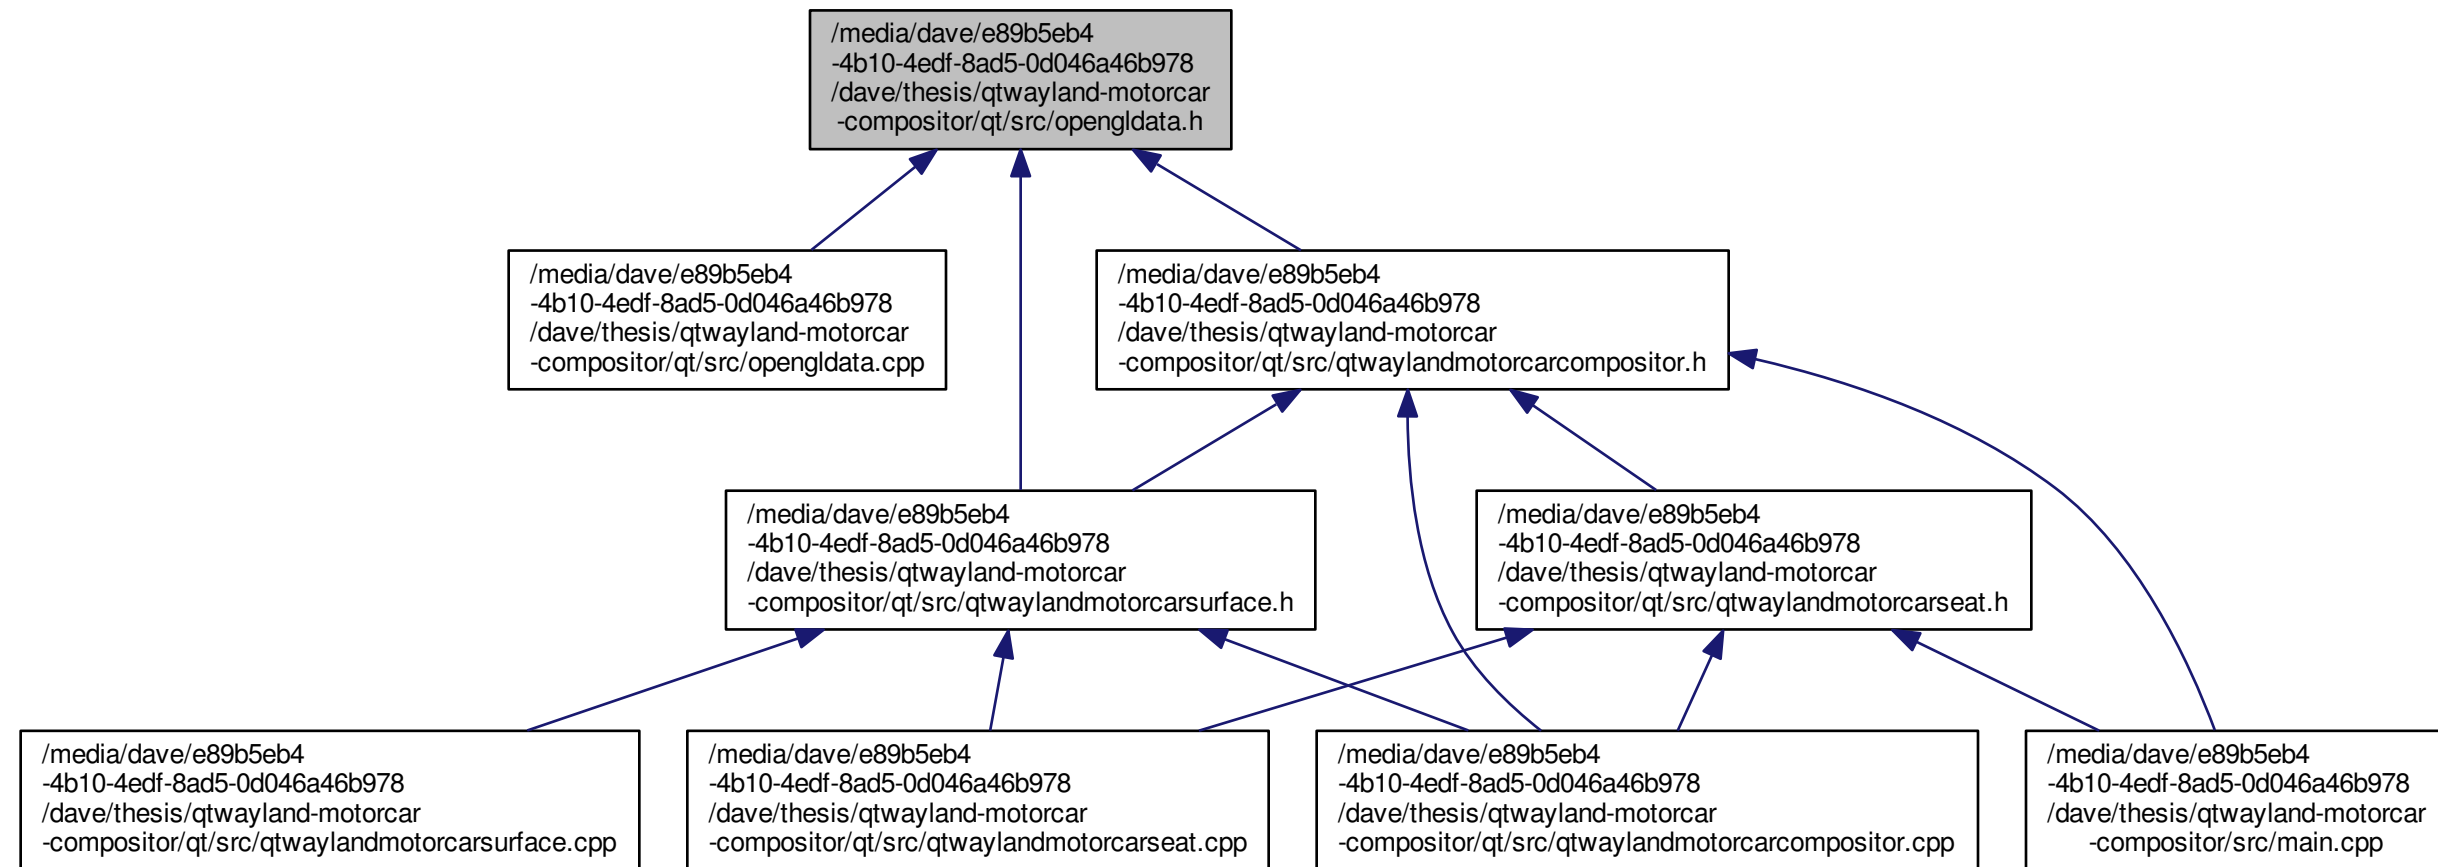 /media/dave/e89b5eb4
-4b10-4edf-8ad5-0d046a46b978
/dave/thesis/qtwayland-motorcar
-compositor/qt/src/opengldata.h
/media/dave/e89b5eb4
-4b10-4edf-8ad5-0d046a46b978
/dave/thesis/qtwayland-motorcar
-compositor/qt/src/opengldata.cpp
/media/dave/e89b5eb4
-4b10-4edf-8ad5-0d046a46b978
/dave/thesis/qtwayland-motorcar
-compositor/qt/src/qtwaylandmotorcarcompositor.h
/media/dave/e89b5eb4
-4b10-4edf-8ad5-0d046a46b978
/dave/thesis/qtwayland-motorcar
-compositor/qt/src/qtwaylandmotorcarsurface.h
/media/dave/e89b5eb4
-4b10-4edf-8ad5-0d046a46b978
/dave/thesis/qtwayland-motorcar
-compositor/qt/src/qtwaylandmotorcarseat.h
/media/dave/e89b5eb4
-4b10-4edf-8ad5-0d046a46b978
/dave/thesis/qtwayland-motorcar
-compositor/qt/src/qtwaylandmotorcarsurface.cpp
/media/dave/e89b5eb4
-4b10-4edf-8ad5-0d046a46b978
/dave/thesis/qtwayland-motorcar
-compositor/qt/src/qtwaylandmotorcarseat.cpp
/media/dave/e89b5eb4
-4b10-4edf-8ad5-0d046a46b978
/dave/thesis/qtwayland-motorcar
-compositor/qt/src/qtwaylandmotorcarcompositor.cpp
/media/dave/e89b5eb4
-4b10-4edf-8ad5-0d046a46b978
/dave/thesis/qtwayland-motorcar
-compositor/src/main.cpp